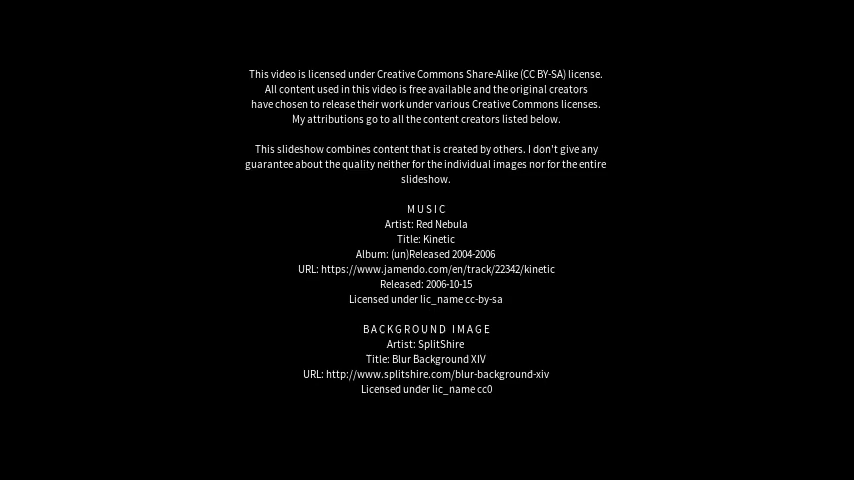 This video is licensed under Creative Commons Share-Alike (CC BY-SA) license.
All content used in this video is free available and the original creators
have chosen to release their work under various Creative Commons licenses.
My attributions go to all the content creators listed below.
This slideshow combines content that is created by others. I don't give any
guarantee about the quality neither for the individual images nor for the entire
slideshow.
MUSIC
Artist: Red Nebula
Title: Kinetic
Album: (un)Released 2004-2006
URL: https://www.jamendo.com/en/track/22342/kinetic
Released: 2006-10-15
Licensed under lic_name cc-by-sa
BACKGROUND IMAGE
Artist: SplitShire
Title: Blur Background XIV
URL: http://www.splitshire.com/blur-background-xiv
Licensed under lic_name cc0